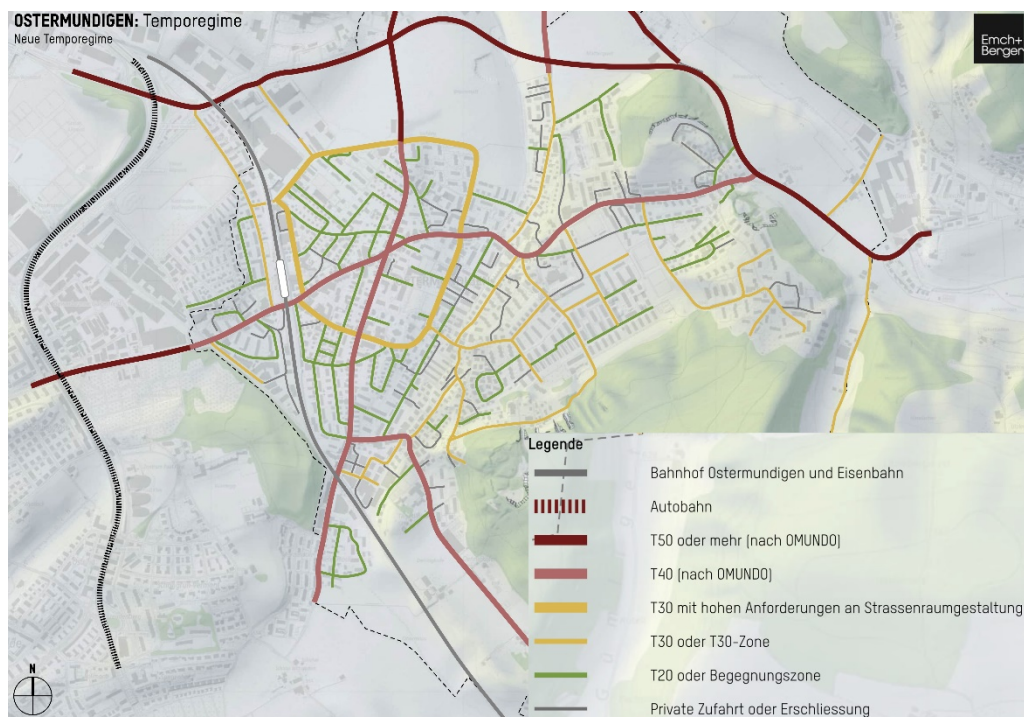 OSTERMUNDIGEN: Temporegime
Neue Temporegime
Emch+
Berger
Legende
Bahnhof Ostermundigen und Eisenbahn
Autobahn
T50 oder mehr (nach OMUNDO)
T40 (nach OMUNDO)
T30 mit hohen Anforderungen an Strassenraumgestaltung
T30 oder T30-Zone
T20 oder Begegnungszone
Private Zufahrt oder Erschliessung
N